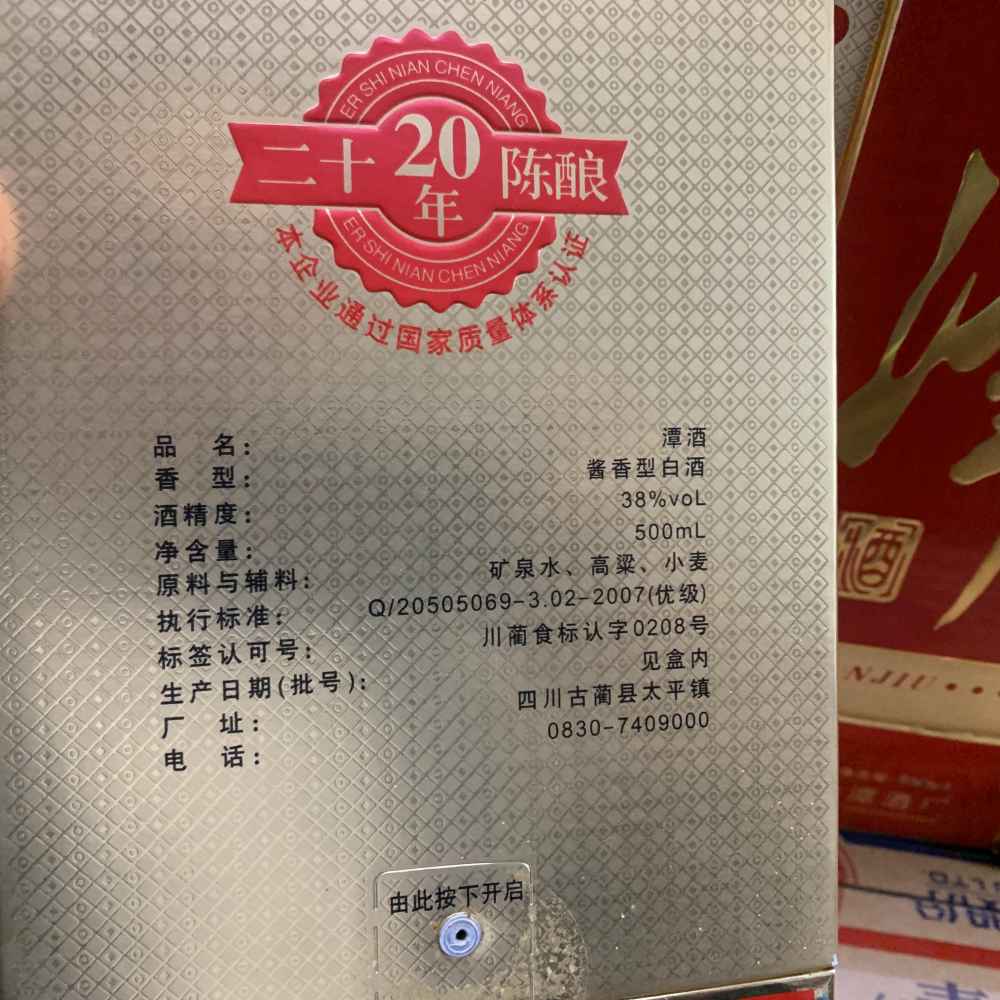 ER SHI NIAN CHEN NIANG
二十 20年 陈酿
ER SHI NIAN CHEN NIANG
本企业通过国家质量体系认证
品 名: 潭酒
香 型: 酱香型白酒
酒精度: 38%voL
净含量: 500mL
原料与辅料: 矿泉水、高粱、小麦
执行标准: Q/20505069-3.02-2007(优级)
标签认可号: 川蔺食标认字0208号
生产日期(批号): 见盒内
厂 址: 四川古蔺县太平镇
电 话: 0830-7409000
由此按下开启
酒
NJIU